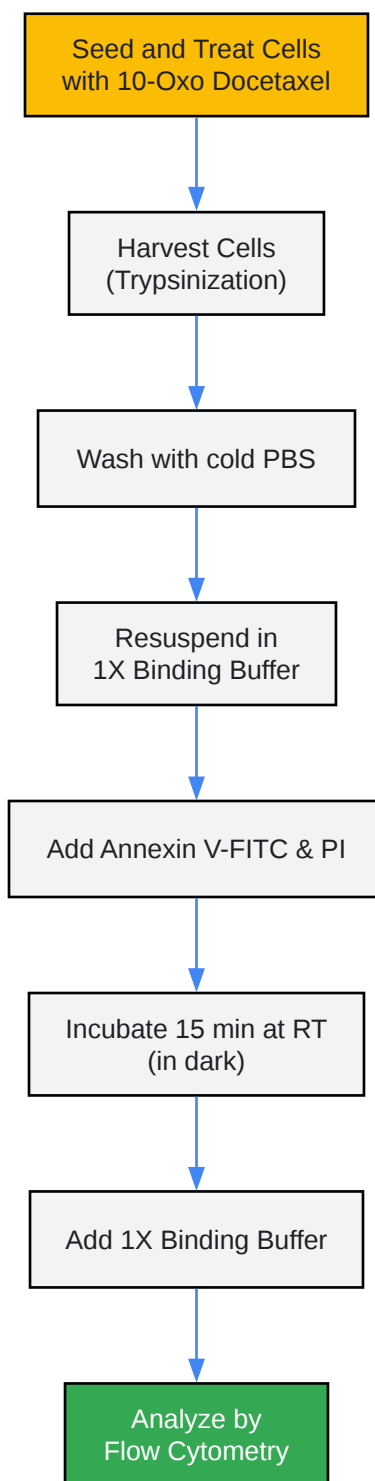 Seed and Treat Cells
with 10-Oxo Docetaxel
Harvest Cells
(Trypsinization)
Wash with cold PBS
Resuspend in
1X Binding Buffer
Add Annexin V-FITC & PI
Incubate 15 min at RT
(in dark)
Add 1X Binding Buffer
Analyze by
Flow Cytometry